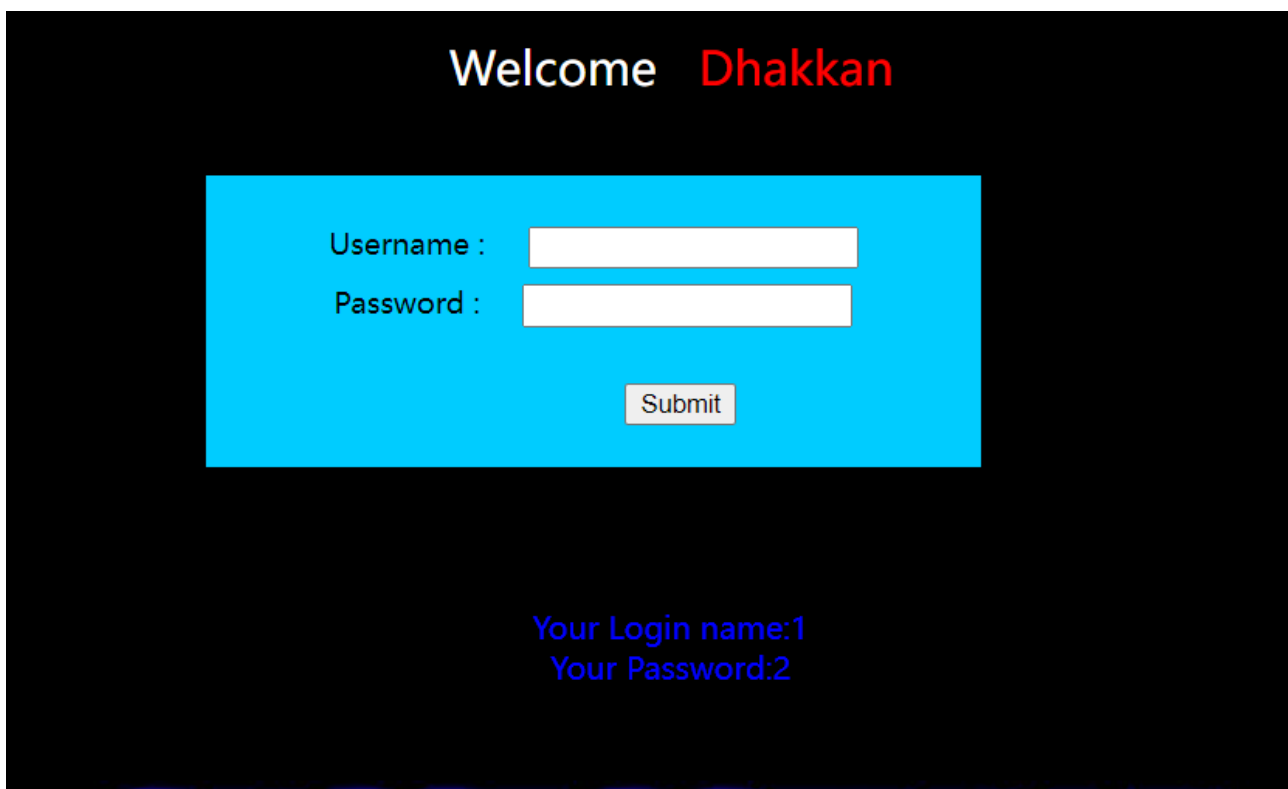 Welcome Dhakkan
Username :
Password :
Submit
Your Login name:1
Your Password:2